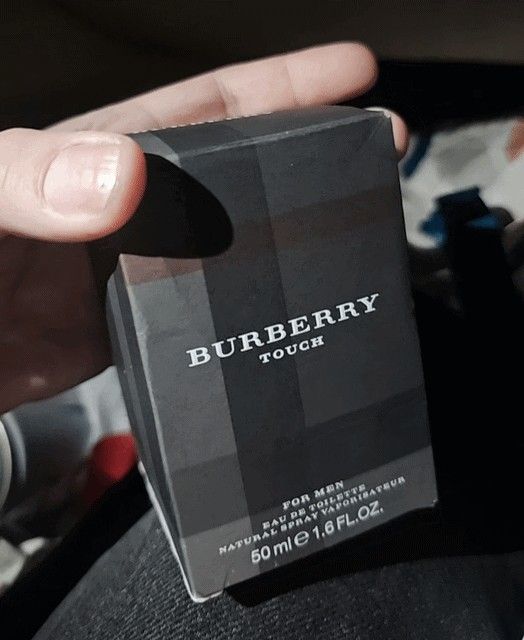 BURBERRY
TOUCH
FOR MEN
EAU DE TOILETTE
NATURAL SPRAY VAPORISATEUR
50 ml ℮ 1.6 FL.OZ.